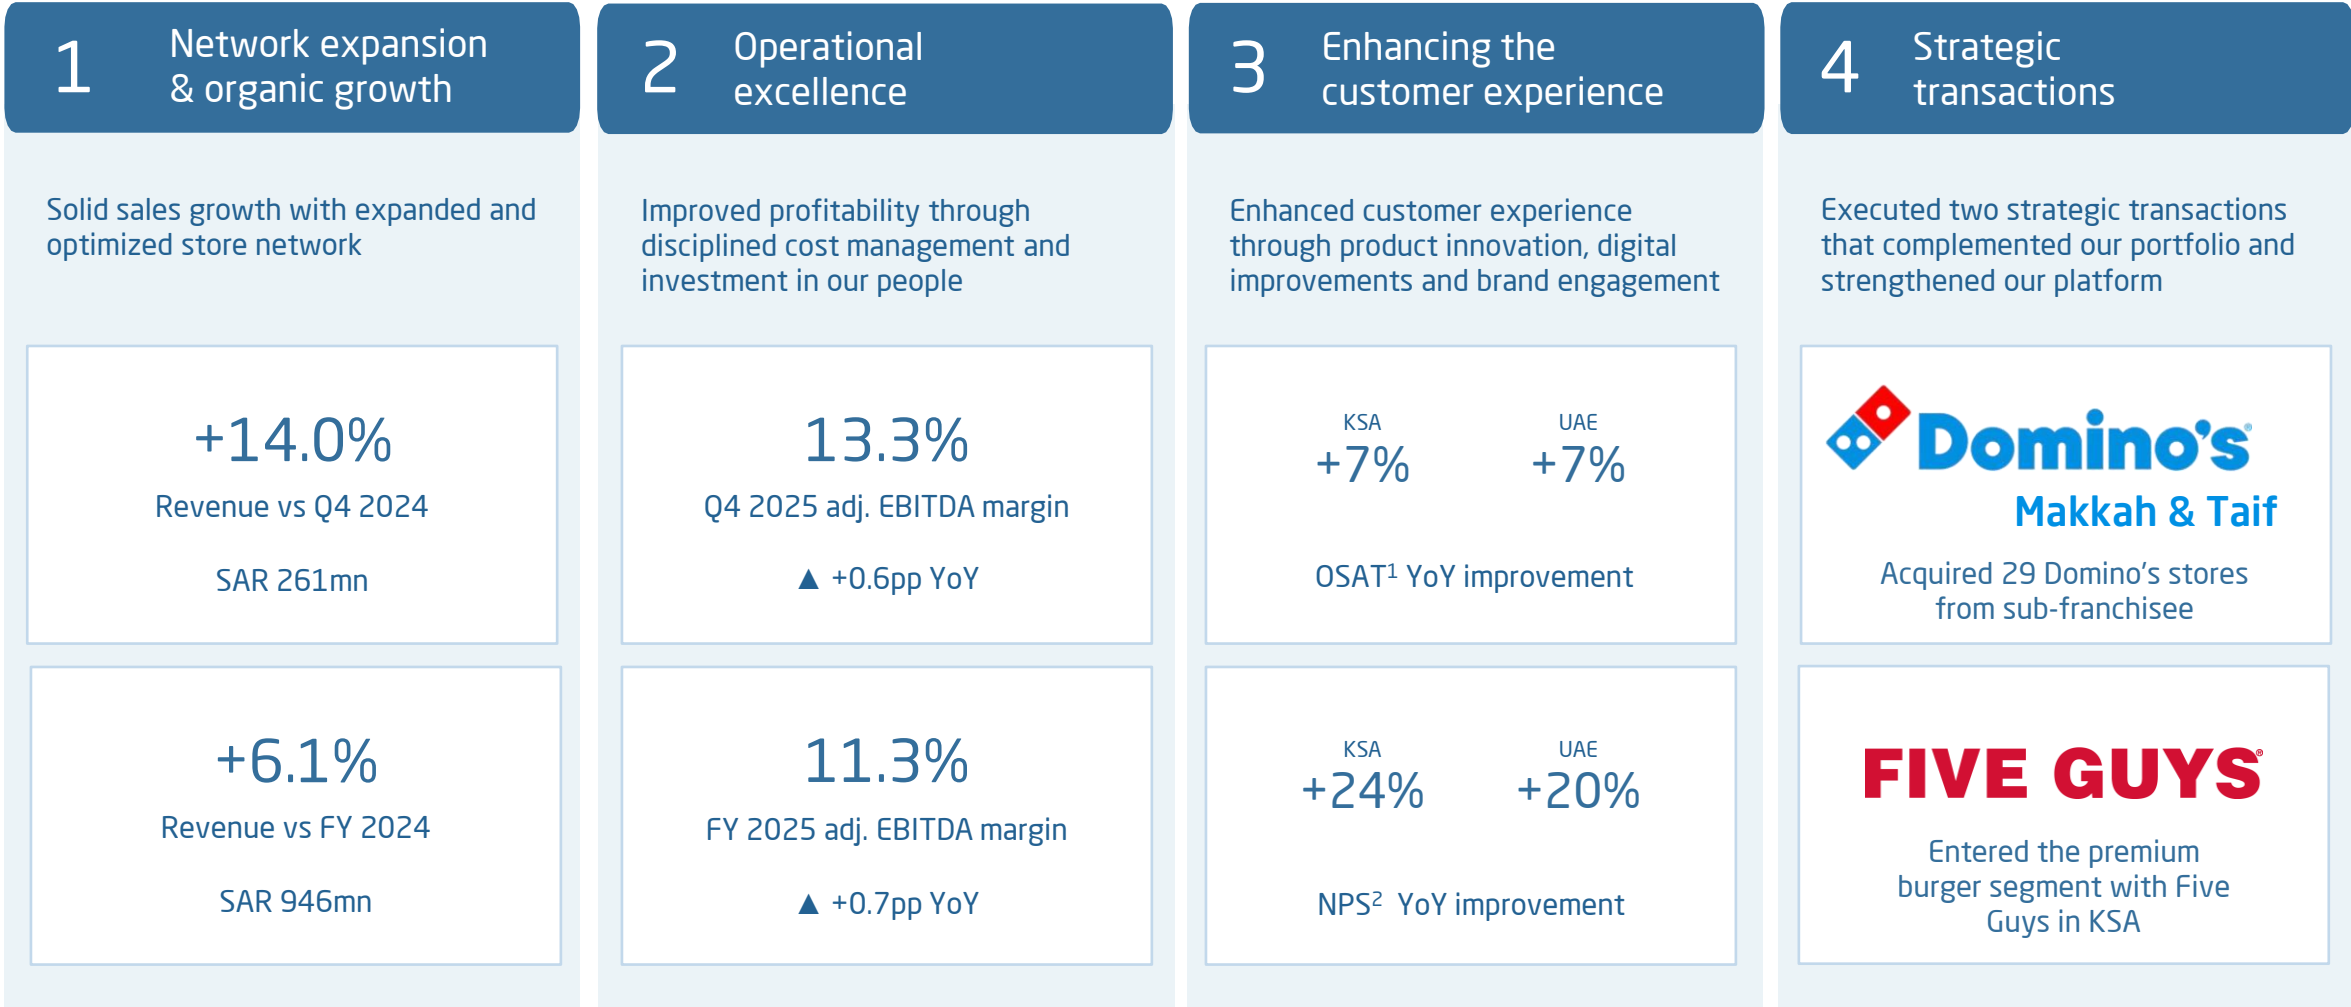 1
Network expansion
& organic growth
Solid sales growth with expanded and
optimized store network
+14.0%
Revenue vs Q4 2024
SAR 261mn
+6.1%
Revenue vs FY 2024
SAR 946mn
2
Operational
excellence
Improved profitability through
disciplined cost management and
investment in our people
13.3%
Q4 2025 adj. EBITDA margin
▲ +0.6pp YoY
11.3%
FY 2025 adj. EBITDA margin
▲ +0.7pp YoY
3
Enhancing the
customer experience
Enhanced customer experience
through product innovation, digital
improvements and brand engagement
KSA UAE
+7% +7%
OSAT¹ YoY improvement
KSA UAE
+24% +20%
NPS² YoY improvement
4
Strategic
transactions
Executed two strategic transactions
that complemented our portfolio and
strengthened our platform
Domino's®
Makkah & Taif
Acquired 29 Domino's stores
from sub-franchisee
FIVE GUYS®
Entered the premium
burger segment with Five
Guys in KSA